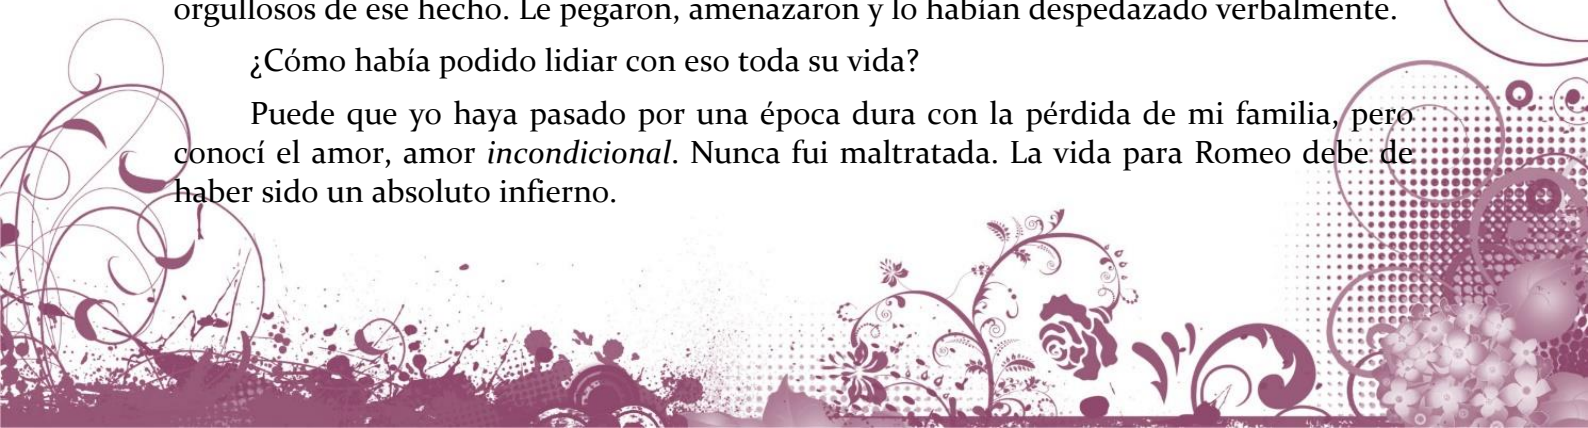 orgullosos de ese hecho. Le pegaron, amenazaron y lo habían despedazado verbalmente.
¿Cómo había podido lidiar con eso toda su vida?
Puede que yo haya pasado por una época dura con la pérdida de mi familia, pero
conocí el amor, amor incondicional. Nunca fui maltratada. La vida para Romeo debe de
haber sido un absoluto infierno.